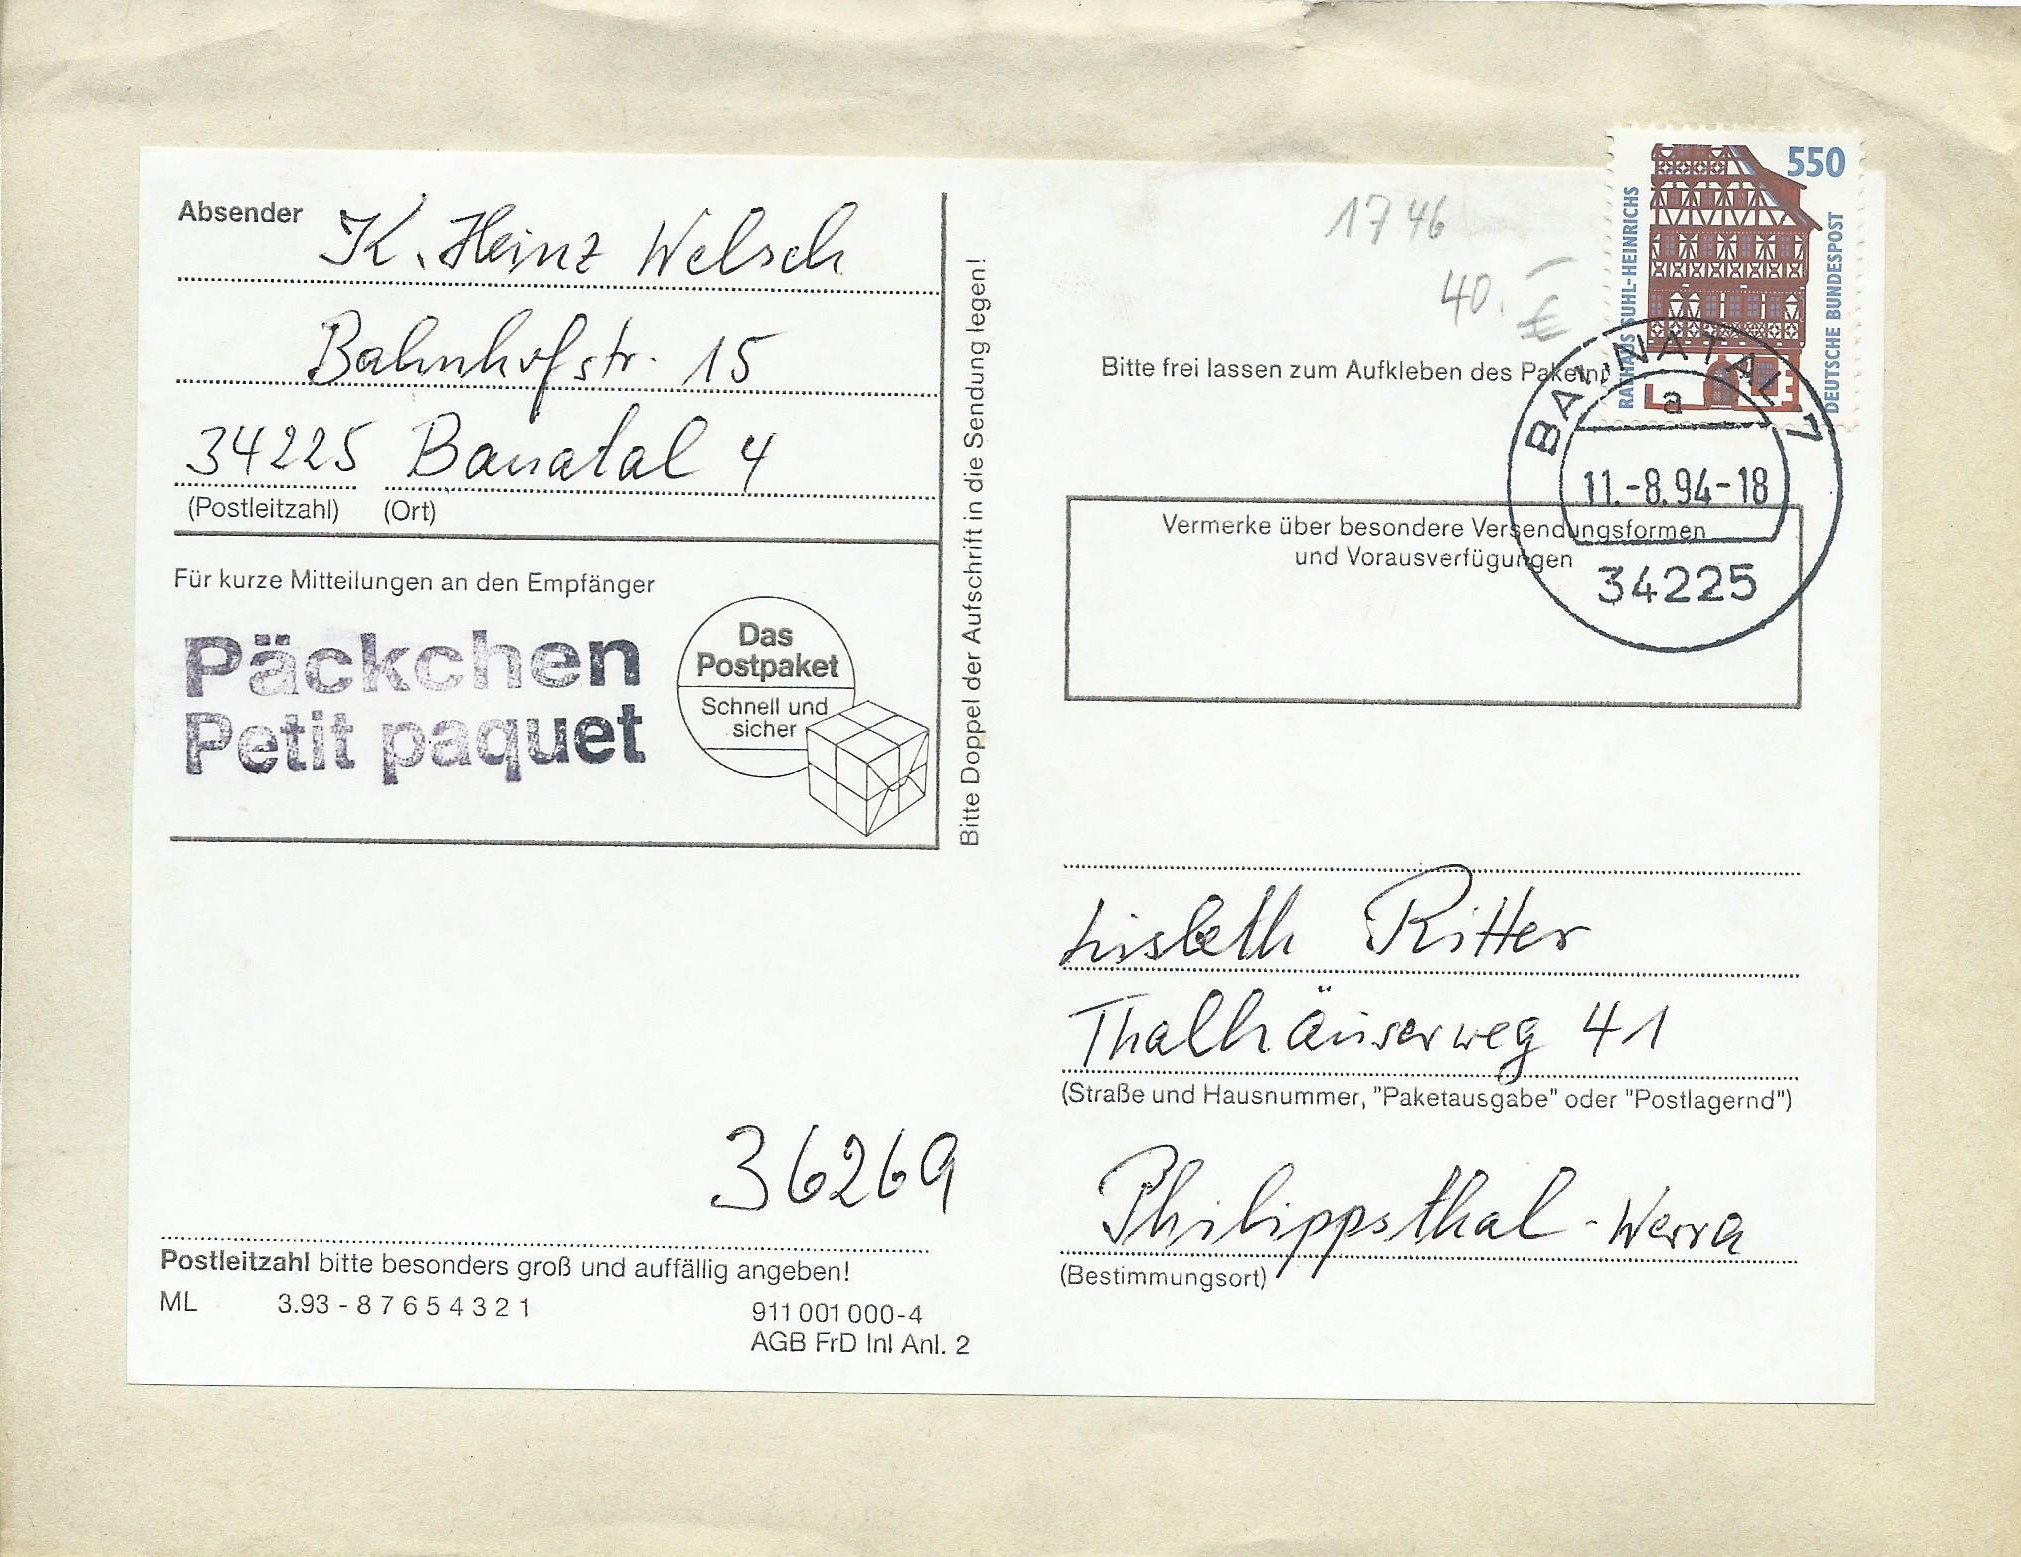 Absender K. Heinz Welsch
Bahnhofstr. 15
34225 Baunatal 4
(Postleitzahl) (Ort)
Für kurze Mitteilungen an den Empfänger
Päckchen
Petit paquet
Das
Postpaket
Schnell und
sicher
Bitte Doppel der Aufschrift in die Sendung legen!
1746
40.–
€
550
RATHAUS SUHL-HEINRICHS
DEUTSCHE BUNDESPOST
Bitte frei lassen zum Aufkleben des
BAUNATAL 1
a
11.-8.94-18
34225
Vermerke über besondere Versendungsformen
und Vorausverfügungen
Lisbeth Ritter
Thalhäuserweg 41
(Straße und Hausnummer, "Paketausgabe" oder "Postlagernd")
36269
Philippsthal - Werra
(Bestimmungsort)
Postleitzahl bitte besonders groß und auffällig angeben!
ML 3.93 - 8 7 6 5 4 3 2 1
911 001 000-4
AGB FrD Inl Anl. 2